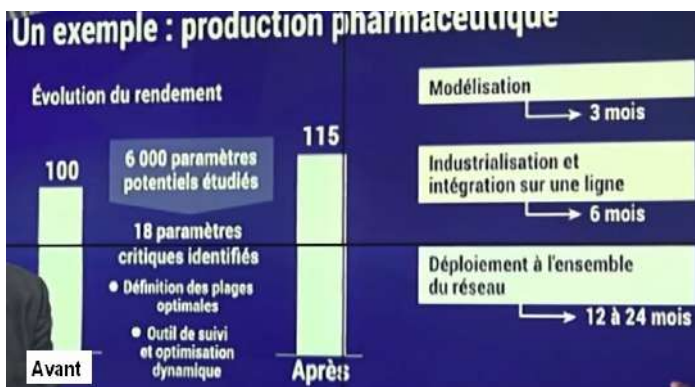 Un exemple : production pharmaceutique
Évolution du rendement
100
6 000 paramètres
potentiels étudiés
18 paramètres
critiques identifiés
● Définition des plages
optimales
● Outil de suivi
et optimisation
dynamique
115
Avant
Après
Modélisation
3 mois
Industrialisation et
intégration sur une ligne
6 mois
Déploiement à l'ensemble
du réseau
12 à 24 mois